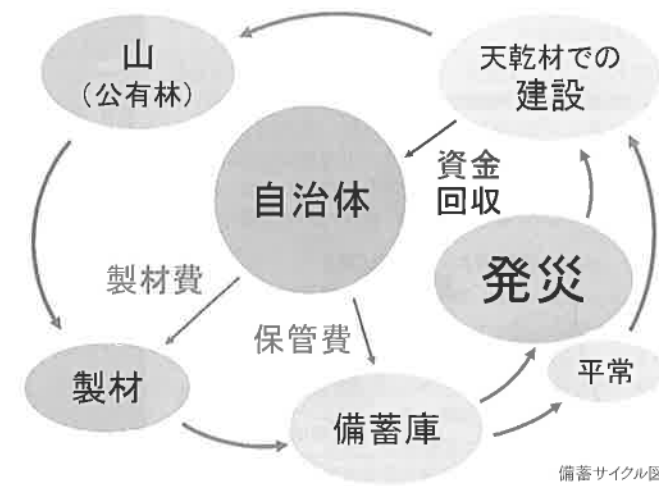 山
(公有林)
天乾材での
建設
自治体
資金
回収
発災
製材費
保管費
平常
製材
備蓄庫
備蓄サイクル図